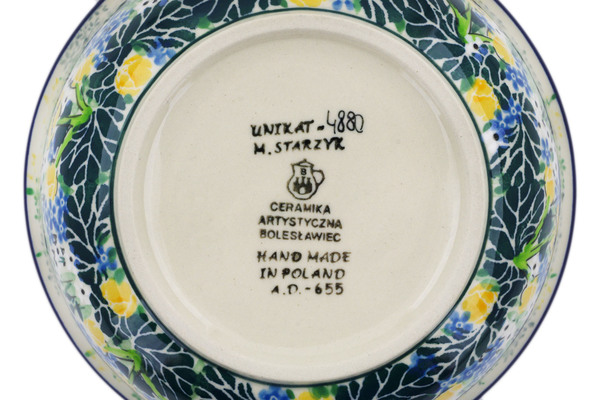 UNIKAT-4880
M. STARZYK
B
CERAMIKA
ARTYSTYCZNA
BOLESŁAWIEC
HAND MADE
IN POLAND
A.D.-655